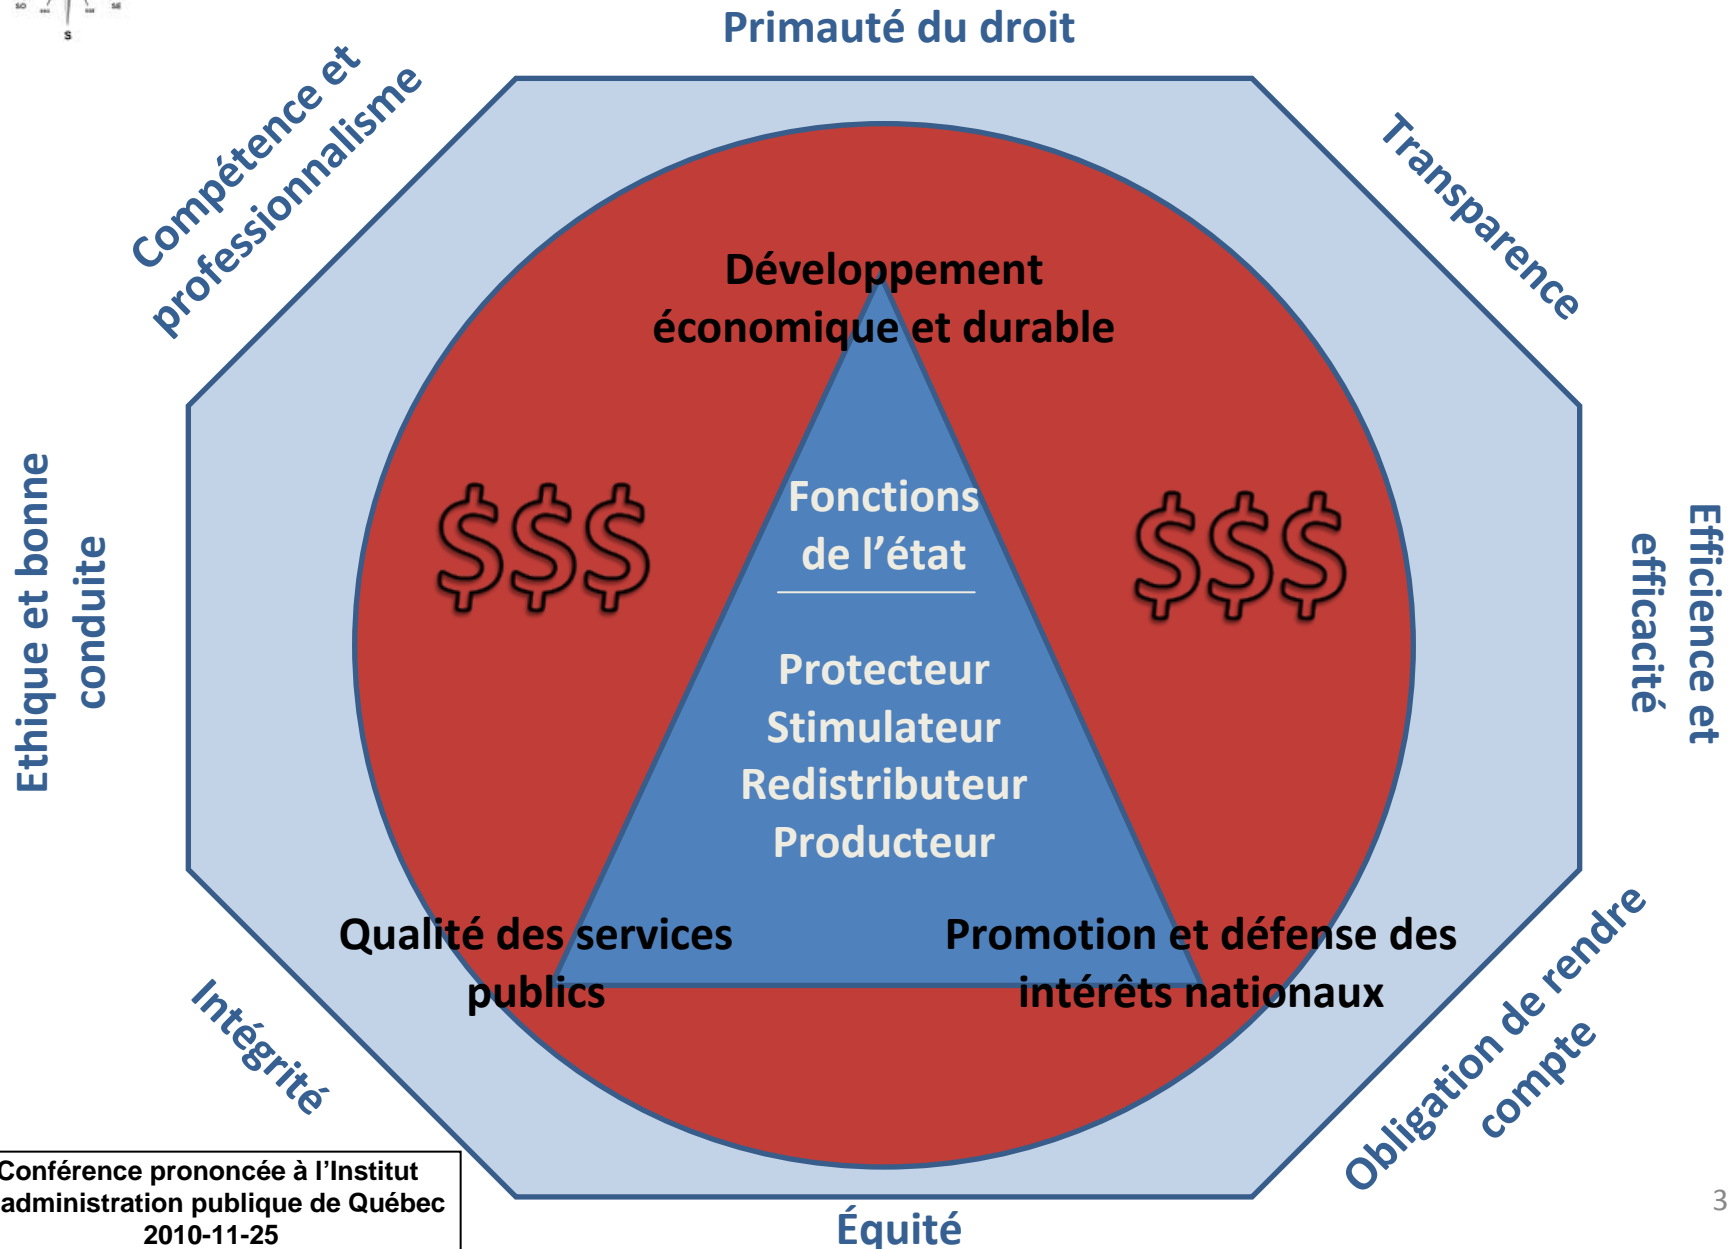 SO
SE
S
Primauté du droit
Compétence et
professionnalisme
Transparence
Développement
économique et durable
Ethique et bonne
conduite
$$$
Fonctions
de l’état
$$$
Efficience et
efficacité
Protecteur
Stimulateur
Redistributeur
Producteur
Qualité des services
publics
Promotion et défense des
intérêts nationaux
Intégrité
Obligation de rendre
compte
Conférence prononcée à l’Institut
administration publique de Québec
2010-11-25
Équité
3